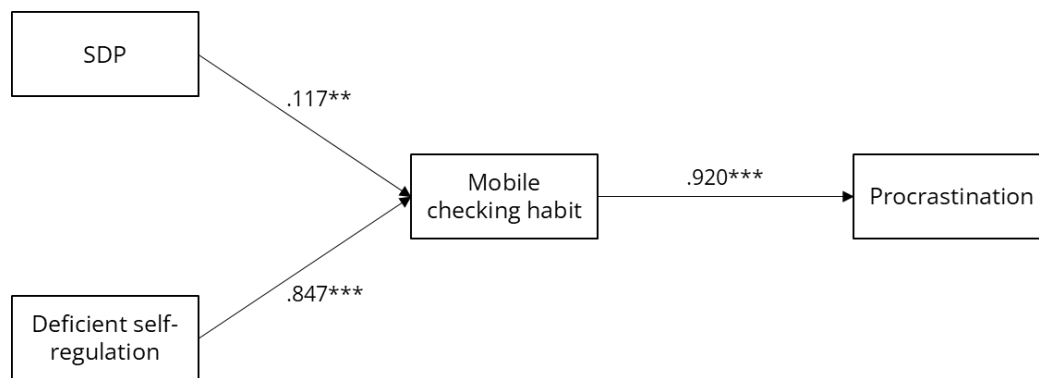 SDP
.117**
Mobile
checking habit
.920***
Procrastination
.847***
Deficient self-
regulation